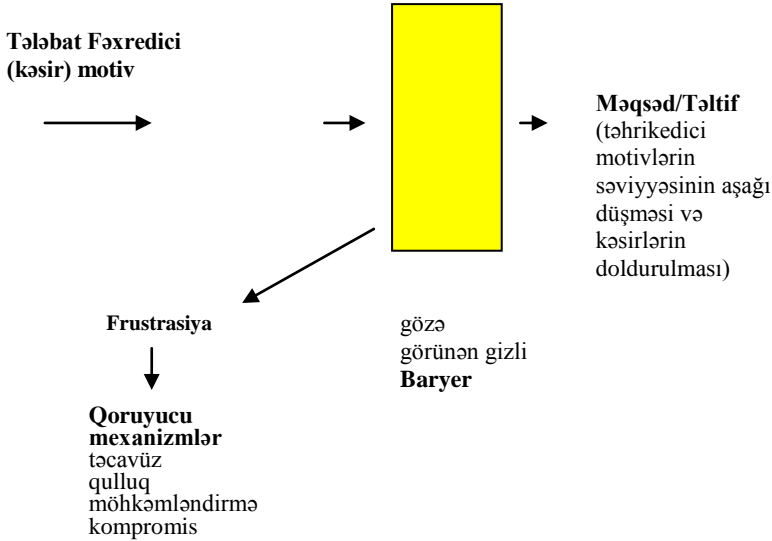 Tələbat Fəxredici
(kəsir) motiv
Məqsəd/Təltif
(təhrikedici
motivlərin
səviyyəsinin aşağı
düşməsi və
kəsirlərin
doldurulması)
Frustrasiya
gözə
görünən gizli
Baryer
Qoruyucu
mexanizmlər
təcavüz
qulluq
möhkəmləndirmə
kompromis